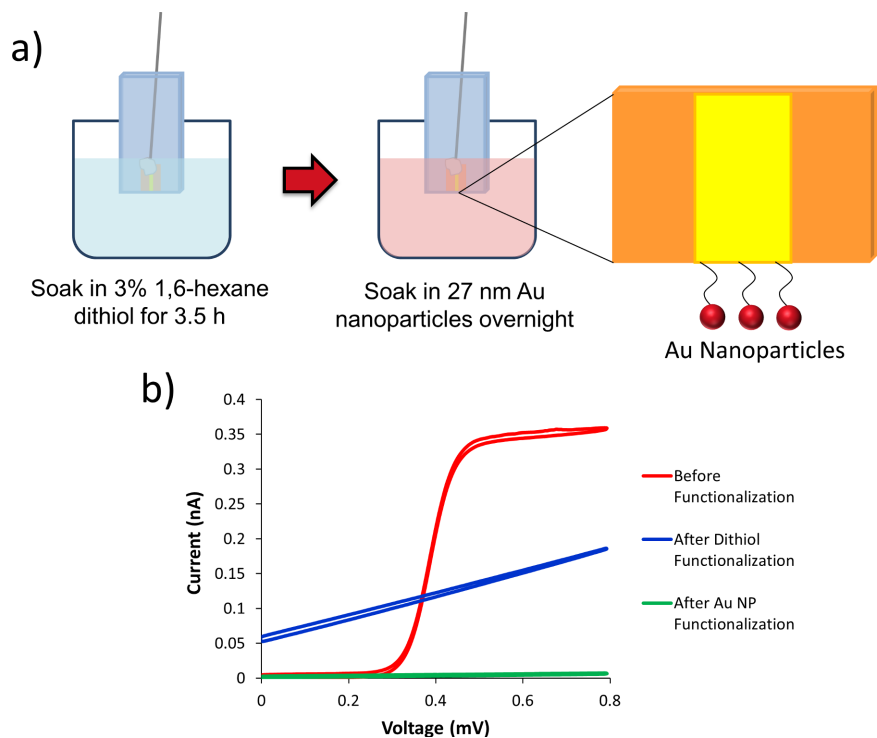 a)
Soak in 3% 1,6-hexane
dithiol for 3.5 h
Soak in 27 nm Au
nanoparticles overnight
Au Nanoparticles
b)
0.4
0.35
0.3
0.25
0.2
0.15
0.1
0.05
0
Current (nA)
0
0.2
0.4
0.6
0.8
Voltage (mV)
Before
Functionalization
After Dithiol
Functionalization
After Au NP
Functionalization